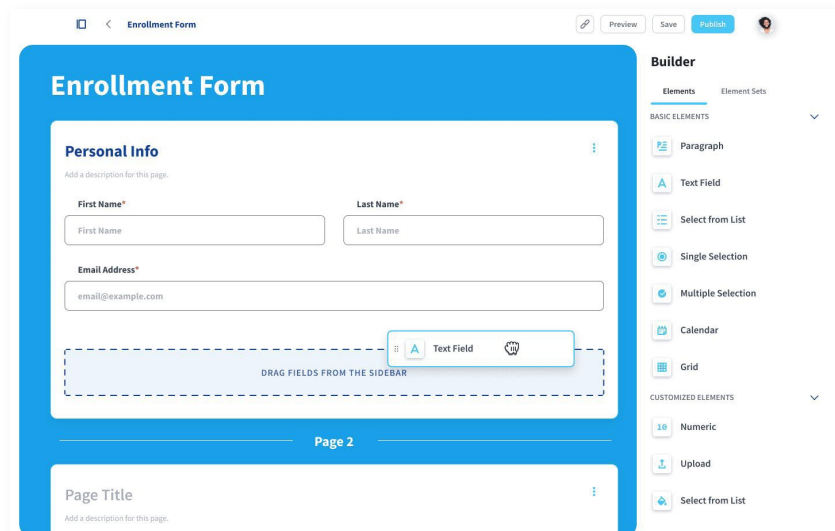 Enrollment Form
Preview
Save
Publish
Enrollment Form
Personal Info
Add a description for this page.
First Name*
Last Name*
First Name
Last Name
Email Address*
email@example.com
Text Field
DRAG FIELDS FROM THE SIDEBAR
Page 2
Page Title
Add a description for this page.
Builder
Elements
Element Sets
BASIC ELEMENTS
Paragraph
Text Field
Select from List
Single Selection
Multiple Selection
Calendar
Grid
CUSTOMIZED ELEMENTS
10 Numeric
Upload
Select from List